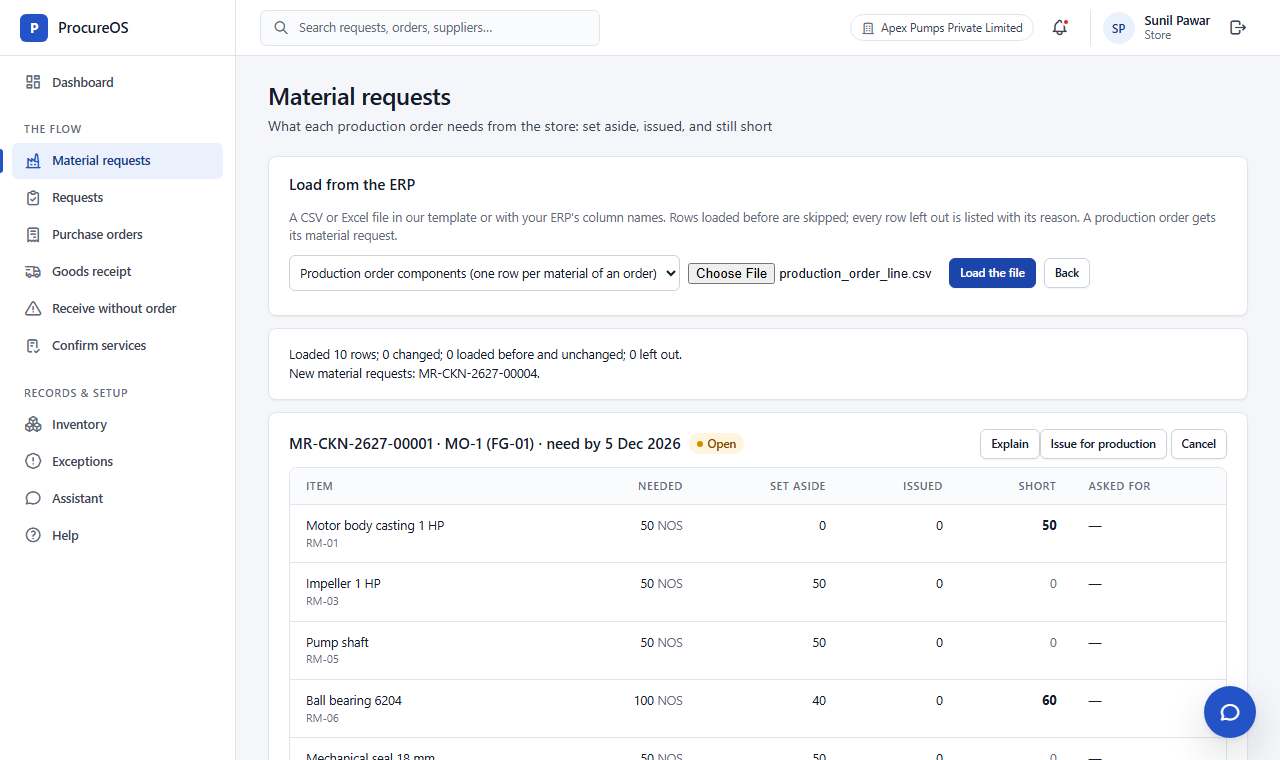 P ProcureOS
Search requests, orders, suppliers...
Apex Pumps Private Limited
SP
Sunil Pawar
Store
Dashboard
THE FLOW
Material requests
Requests
Purchase orders
Goods receipt
Receive without order
Confirm services
RECORDS & SETUP
Inventory
Exceptions
Assistant
Help
Material requests
What each production order needs from the store: set aside, issued, and still short
Load from the ERP
A CSV or Excel file in our template or with your ERP's column names. Rows loaded before are skipped; every row left out is listed with its reason. A production order gets
its material request.
Production order components (one row per material of an order) Choose File production_order_line.csv Load the file Back
Loaded 10 rows; 0 changed; 0 loaded before and unchanged; 0 left out.
New material requests: MR-CKN-2627-00004.
MR-CKN-2627-00001 · MO-1 (FG-01) · need by 5 Dec 2026 Open Explain Issue for production Cancel
ITEM NEEDED SET ASIDE ISSUED SHORT ASKED FOR
Motor body casting 1 HP 50 NOS 0 0 50 —
RM-01
Impeller 1 HP 50 NOS 50 0 0 —
RM-03
Pump shaft 50 NOS 50 0 0 —
RM-05
Ball bearing 6204 100 NOS 40 0 60 —
RM-06
Mechanical seal 18 mm 50 NOS 50 0 0 —